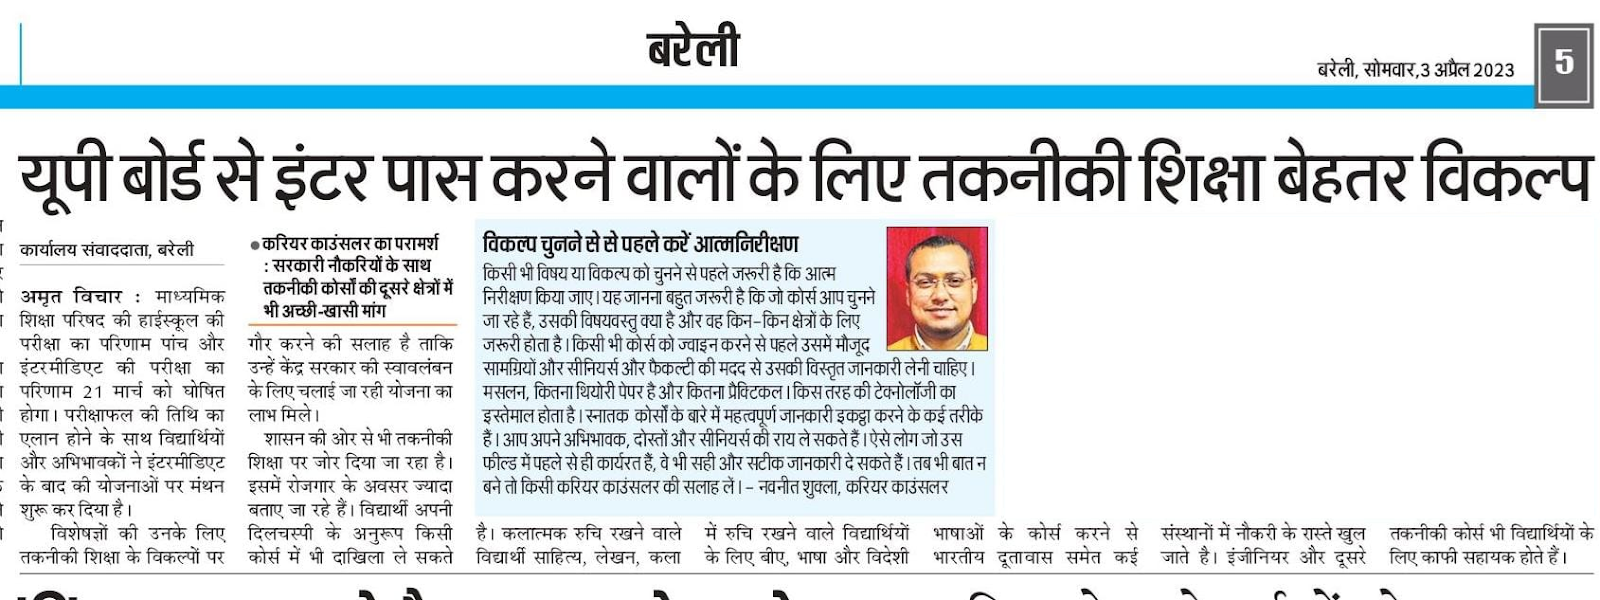 बरेली
बरेली, सोमवार,3 अप्रैल 2023
5
यूपी बोर्ड से इंटर पास करने वालों के लिए तकनीकी शिक्षा बेहतर विकल्प
कार्यालय संवाददाता, बरेली
अमृत विचार : माध्यमिक
शिक्षा परिषद की हाईस्कूल की
परीक्षा का परिणाम पांच और
इंटरमीडिएट की परीक्षा का
परिणाम 21 मार्च को घोषित
होगा। परीक्षाफल की तिथि का
एलान होने के साथ विद्यार्थियों
और अभिभावकों ने इंटरमीडिएट
के बाद की योजनाओं पर मंथन
शुरू कर दिया है।
विशेषज्ञों की उनके लिए
तकनीकी शिक्षा के विकल्पों पर
● करियर काउंसलर का परामर्श
: सरकारी नौकरियों के साथ
तकनीकी कोर्सों की दूसरे क्षेत्रों में
भी अच्छी-खासी मांग
गौर करने की सलाह है ताकि
उन्हें केंद्र सरकार की स्वावलंबन
के लिए चलाई जा रही योजना का
लाभ मिले।
शासन की ओर से भी तकनीकी
शिक्षा पर जोर दिया जा रहा है।
इसमें रोजगार के अवसर ज्यादा
बताए जा रहे हैं। विद्यार्थी अपनी
दिलचस्पी के अनुरूप किसी
कोर्स में भी दाखिला ले सकते
विकल्प चुनने से से पहले करें आत्मनिरीक्षण
किसी भी विषय या विकल्प को चुनने से पहले जरूरी है कि आत्म
निरीक्षण किया जाए। यह जानना बहुत जरूरी है कि जो कोर्स आप चुनने
जा रहे हैं, उसकी विषयवस्तु क्या है और वह किन-किन क्षेत्रों के लिए
जरूरी होता है। किसी भी कोर्स को ज्वाइन करने से पहले उसमें मौजूद
सामग्रियों और सीनियर्स और फैकल्टी की मदद से उसकी विस्तृत जानकारी लेनी चाहिए।
मसलन, कितना थियोरी पेपर है और कितना प्रैक्टिकल। किस तरह की टेक्नोलॉजी का
इस्तेमाल होता है। स्नातक कोर्सों के बारे में महत्वपूर्ण जानकारी इकट्ठा करने के कई तरीके
हैं। आप अपने अभिभावक, दोस्तों और सीनियर्स की राय ले सकते हैं। ऐसे लोग जो उस
फील्ड में पहले से ही कार्यरत हैं, वे भी सही और सटीक जानकारी दे सकते हैं। तब भी बात न
बने तो किसी करियर काउंसलर की सलाह लें। - नवनीत शुक्ला, करियर काउंसलर
है। कलात्मक रुचि रखने वाले
विद्यार्थी साहित्य, लेखन, कला
में रुचि रखने वाले विद्यार्थियों
के लिए बीए, भाषा और विदेशी
भाषाओं के कोर्स करने से
भारतीय दूतावास समेत कई
संस्थानों में नौकरी के रास्ते खुल
जाते है। इंजीनियर और दूसरे
तकनीकी कोर्स भी विद्यार्थियों के
लिए काफी सहायक होते हैं।